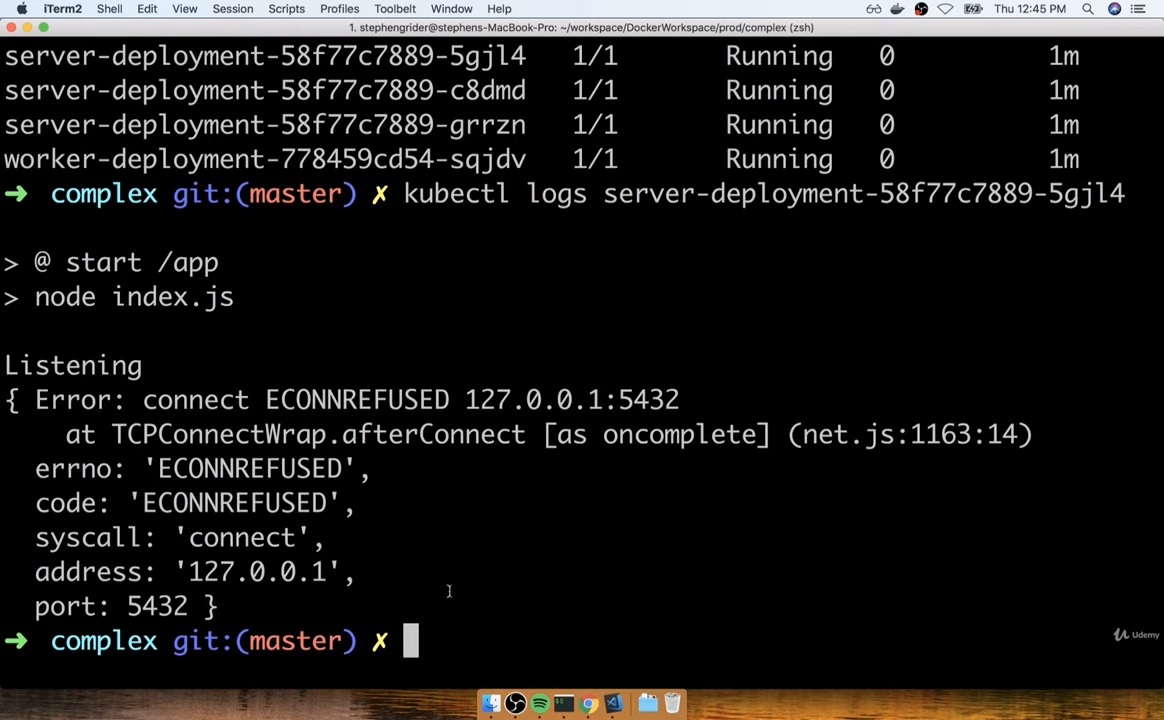 iTerm2 Shell Edit View Session Scripts Profiles Toolbelt Window Help Thu 12:45 PM
1. stephengrider@stephens-MacBook-Pro: ~/workspace/DockerWorkspace/prod/complex (zsh)
server-deployment-58f77c7889-5gjl4 1/1 Running 0 1m
server-deployment-58f77c7889-c8dmd 1/1 Running 0 1m
server-deployment-58f77c7889-grrzn 1/1 Running 0 1m
worker-deployment-778459cd54-sqjdv 1/1 Running 0 1m
➜ complex git:(master) ✗ kubectl logs server-deployment-58f77c7889-5gjl4
> @ start /app
> node index.js
Listening
{ Error: connect ECONNREFUSED 127.0.0.1:5432
at TCPConnectWrap.afterConnect [as oncomplete] (net.js:1163:14)
errno: 'ECONNREFUSED',
code: 'ECONNREFUSED',
syscall: 'connect',
address: '127.0.0.1',
port: 5432 }
➜ complex git:(master) ✗
Udemy